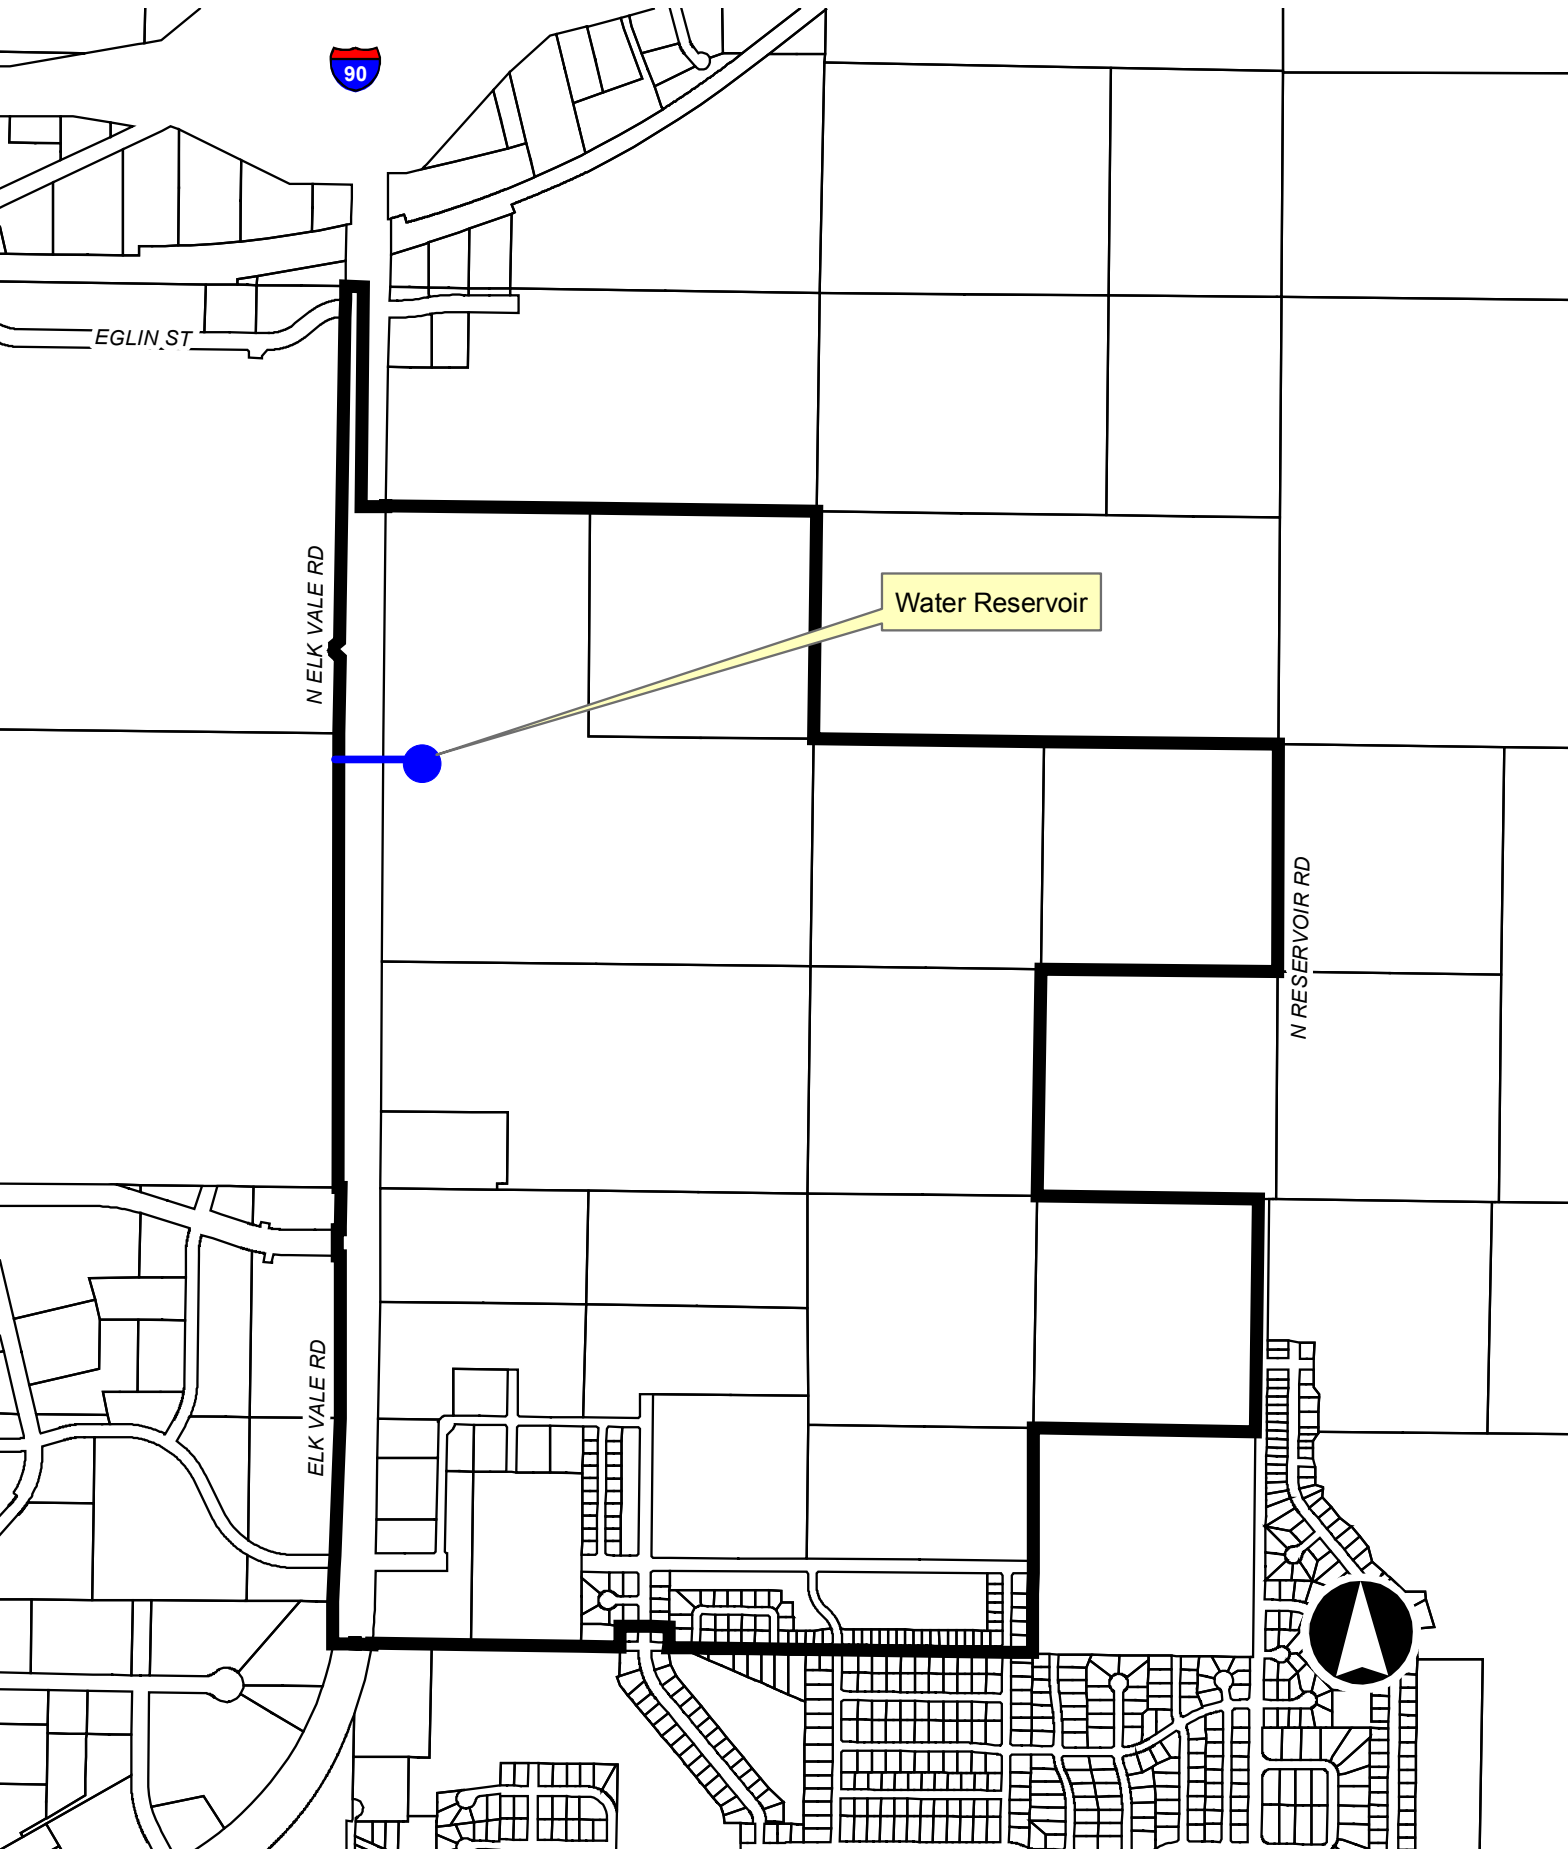 90
EGLIN ST
N ELK VALE RD
Water Reservoir
N RESERVOIR RD
ELK VALE RD